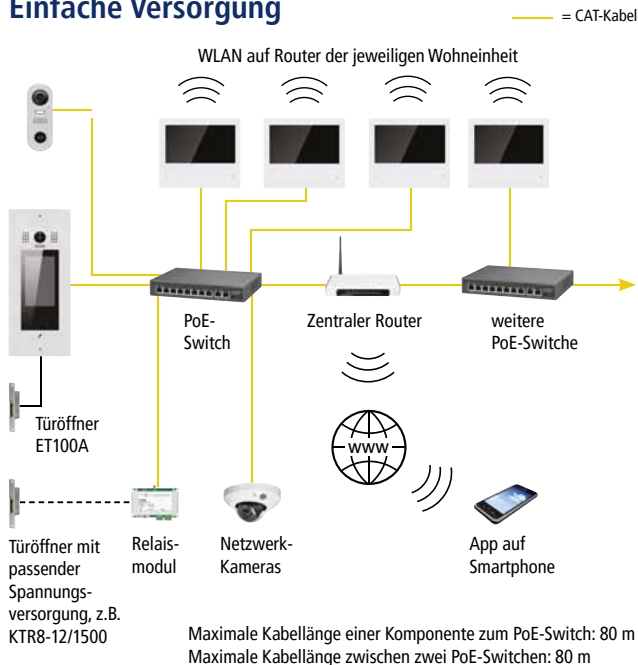 Einfache Versorgung
= CAT-Kabel
WLAN auf Router der jeweiligen Wohneinheit
PoE-
Switch
Zentraler Router
weitere
PoE-Switche
Türöffner
ET100A
WWW
Türöffner mit
passender
Spannungs-
versorgung, z.B.
KTR8-12/1500
Relais-
modul
Netzwerk-
Kameras
App auf
Smartphone
Maximale Kabellänge einer Komponente zum PoE-Switch: 80 m
Maximale Kabellänge zwischen zwei PoE-Switchen: 80 m